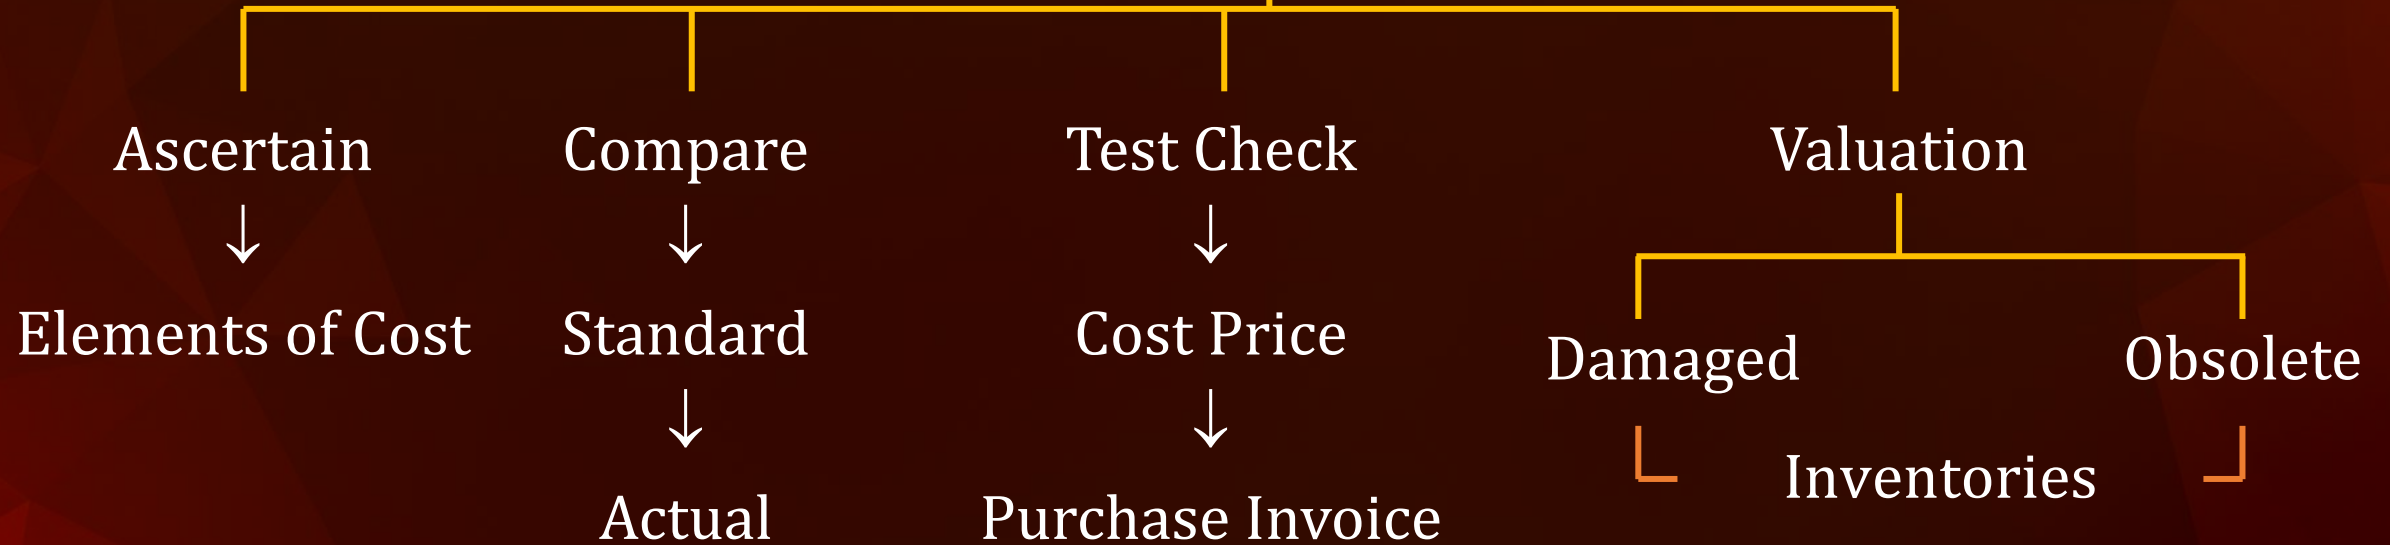 Ascertain
↓
Elements of Cost
Compare
↓
Standard
↓
Actual
Test Check
↓
Cost Price
↓
Purchase Invoice
Valuation
Damaged
Obsolete
Inventories